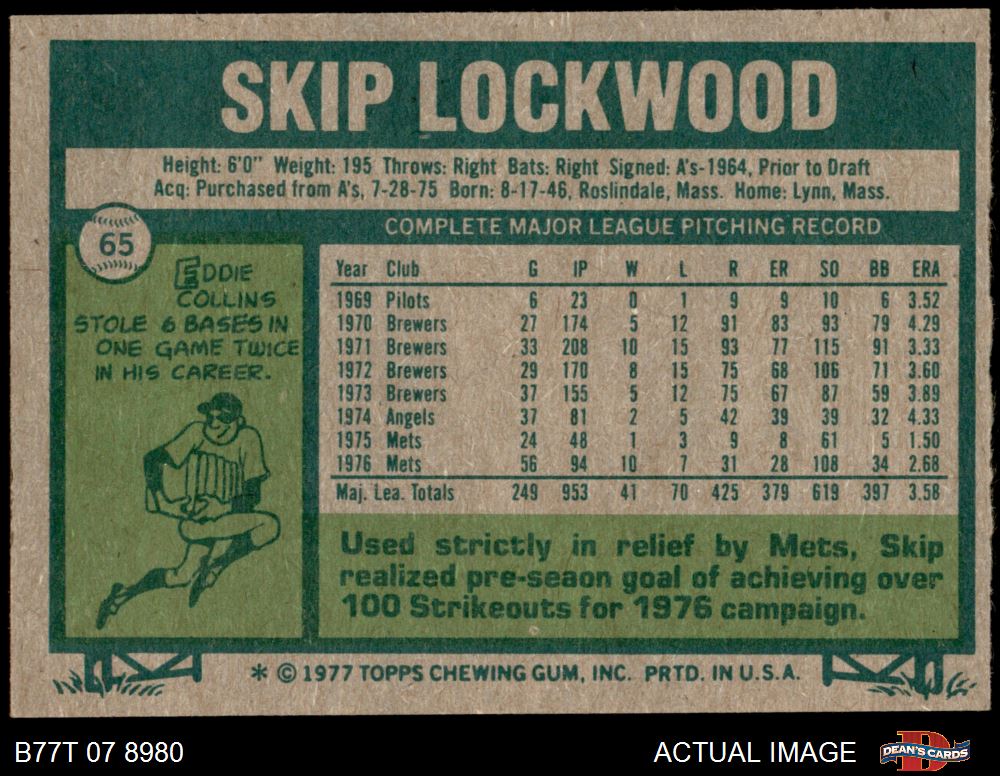 SKIP LOCKWOOD
Height: 6'0" Weight: 195 Throws: Right Bats: Right Signed: A's-1964, Prior to Draft
Acq: Purchased from A's, 7-28-75 Born: 8-17-46, Roslindale, Mass. Home: Lynn, Mass.
65
EDDIE
COLLINS
STOLE 6 BASES IN
ONE GAME TWICE
IN HIS CAREER.
COMPLETE MAJOR LEAGUE PITCHING RECORD
Year Club G IP W L R ER SO BB ERA
1969 Pilots 6 23 0 1 9 9 10 6 3.52
1970 Brewers 27 174 5 12 91 83 93 79 4.29
1971 Brewers 33 208 10 15 93 77 115 91 3.33
1972 Brewers 29 170 8 15 75 68 106 71 3.60
1973 Brewers 37 155 5 12 75 67 87 59 3.89
1974 Angels 37 81 2 5 42 39 39 32 4.33
1975 Mets 24 48 1 3 9 8 61 5 1.50
1976 Mets 56 94 10 7 31 28 108 34 2.68
Maj. Lea. Totals 249 953 41 70 425 379 619 397 3.58
Used strictly in relief by Mets, Skip
realized pre-seaon goal of achieving over
100 Strikeouts for 1976 campaign.
* © 1977 TOPPS CHEWING GUM, INC. PRTD. IN U.S.A.
B77T 07 8980
ACTUAL IMAGE
D
DEAN'S CARDS